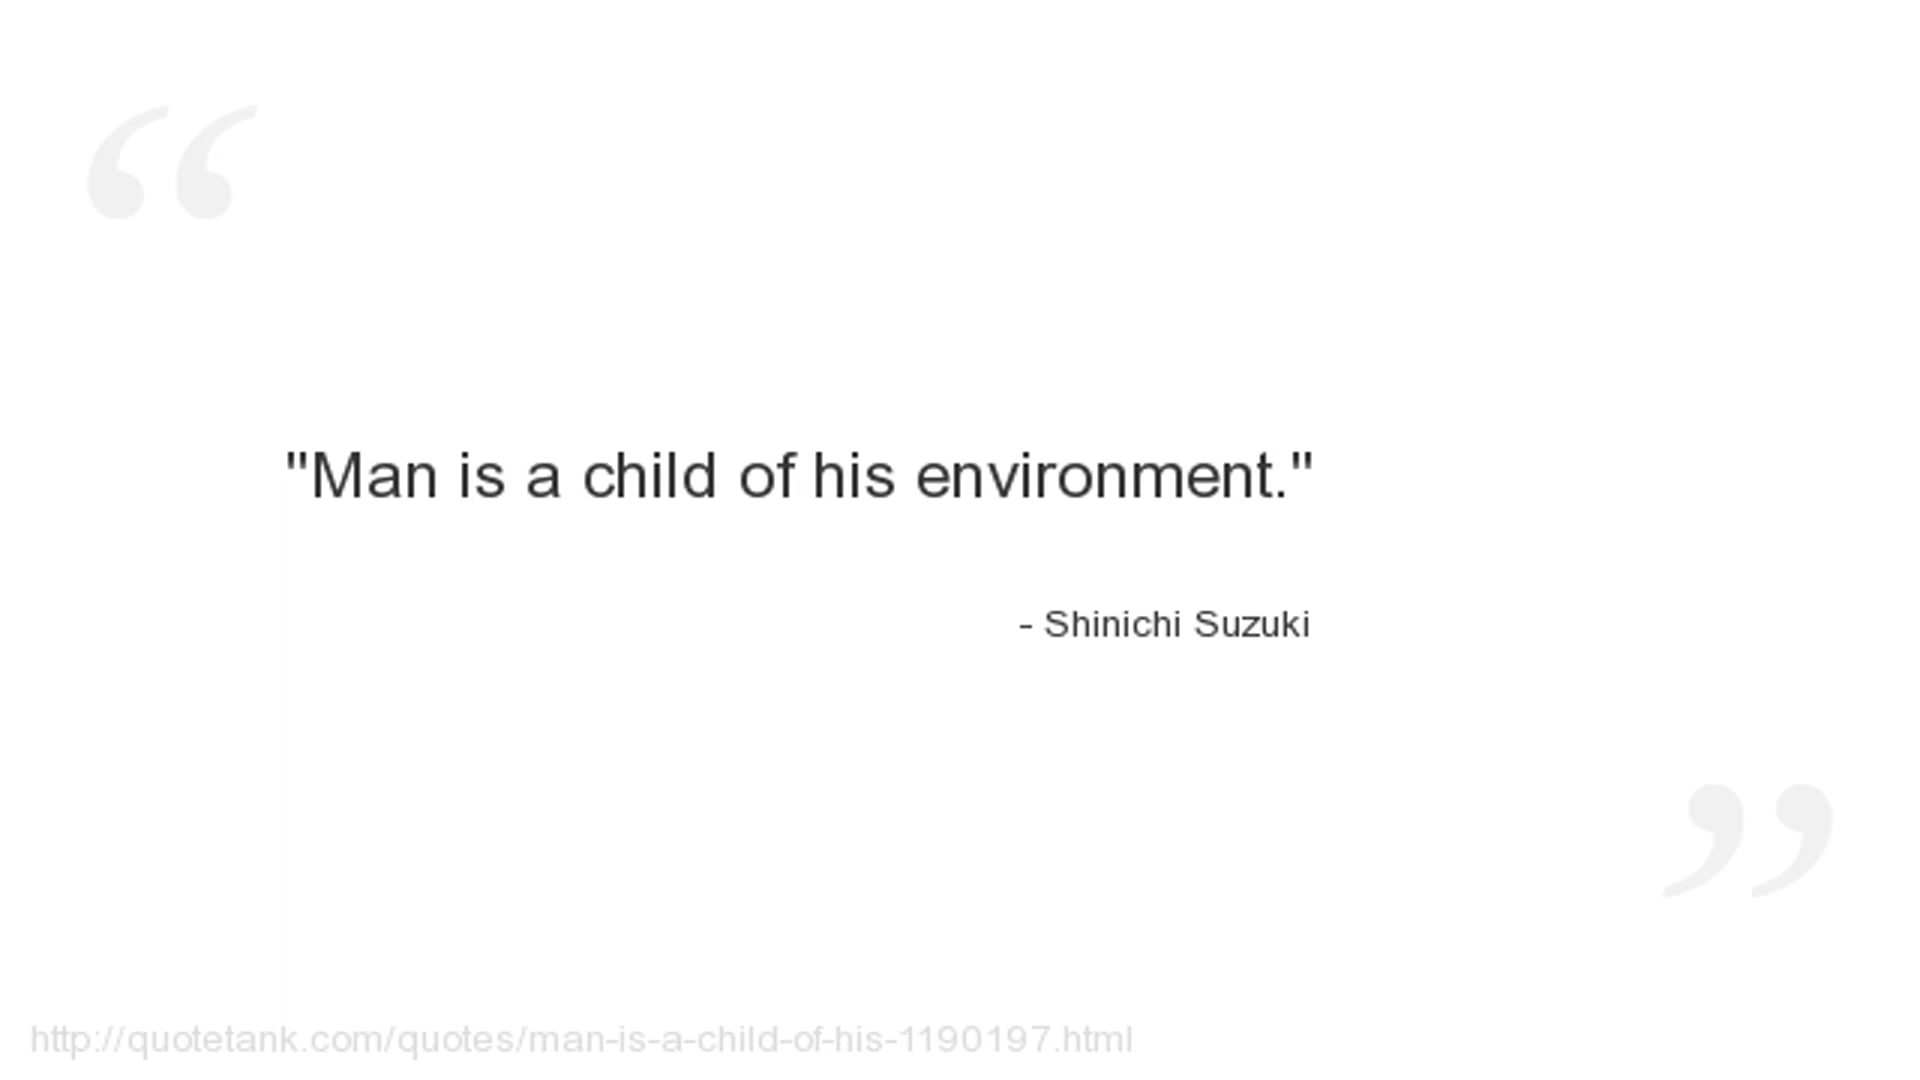 "Man is a child of his environment."
- Shinichi Suzuki
http://quotetank.com/quotes/man-is-a-child-of-his-1190197.html